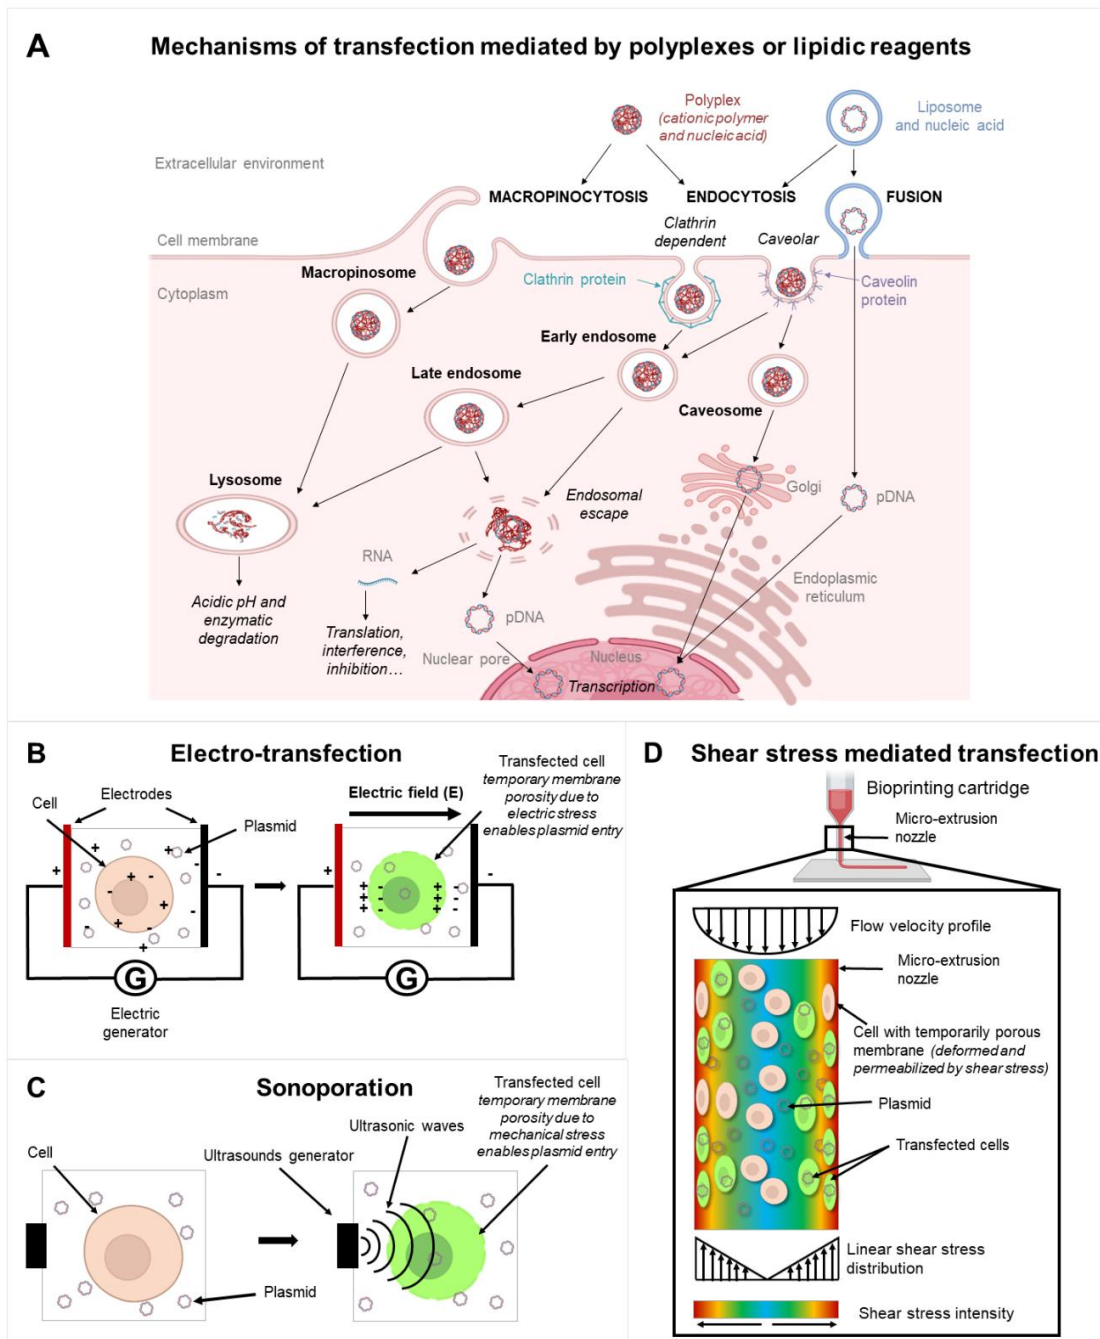 A
Mechanisms of transfection mediated by polyplexes or lipidic reagents
Polyplex
(cationic polymer
and nucleic acid)
Liposome
and nucleic acid
Extracellular environment
MACROPINOCYTOSIS
ENDOCYTOSIS
FUSION
Clathrin
dependent
Caveolar
Cell membrane
Macropinosome
Cytoplasm
Clathrin protein
Caveolin
protein
Early endosome
Late endosome
Caveosome
Lysosome
Golgi
pDNA
Endosomal
escape
RNA
Endoplasmic
reticulum
Acidic pH and
enzymatic
degradation
Translation,
interference,
inhibition...
pDNA
Nuclear pore
Nucleus
Transcription
B
Electro-transfection
Cell
Electrodes
Plasmid
Electric field (E)
Transfected cell
temporary membrane
porosity due to
electric stress
enables plasmid entry
+
-
+
-
+
+
-
+
-
-
-
+
-
+
-
+
+ -
+ -
+ -
+ -
+ -
+ -
G
G
Electric
generator
C
Sonoporation
Cell
Ultrasounds generator
Ultrasonic waves
Transfected cell
temporary membrane
porosity due to
mechanical stress
enables plasmid entry
Plasmid
D
Shear stress mediated transfection
Bioprinting cartridge
Micro-extrusion
nozzle
Flow velocity profile
Micro-extrusion
nozzle
Cell with temporarily porous
membrane (deformed and
permeabilized by shear stress)
Plasmid
Transfected cells
Linear shear stress
distribution
Shear stress intensity